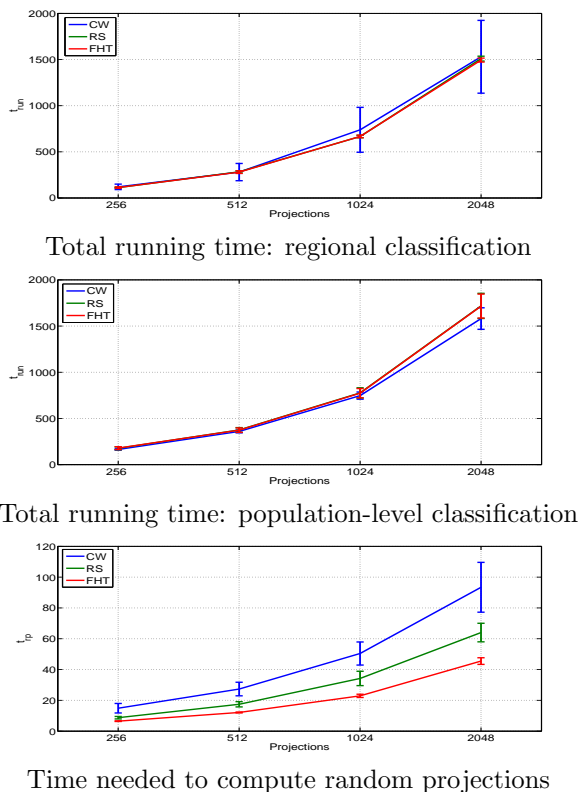 2000
1500
1000
500
0
t_run
CW
RS
FHT
256 512 1024 2048
Projections
Total running time: regional classification
2000
1500
1000
500
0
t_run
CW
RS
FHT
256 512 1024 2048
Projections
Total running time: population-level classification
120
100
80
60
40
20
0
t_rp
CW
RS
FHT
256 512 1024 2048
Projections
Time needed to compute random projections